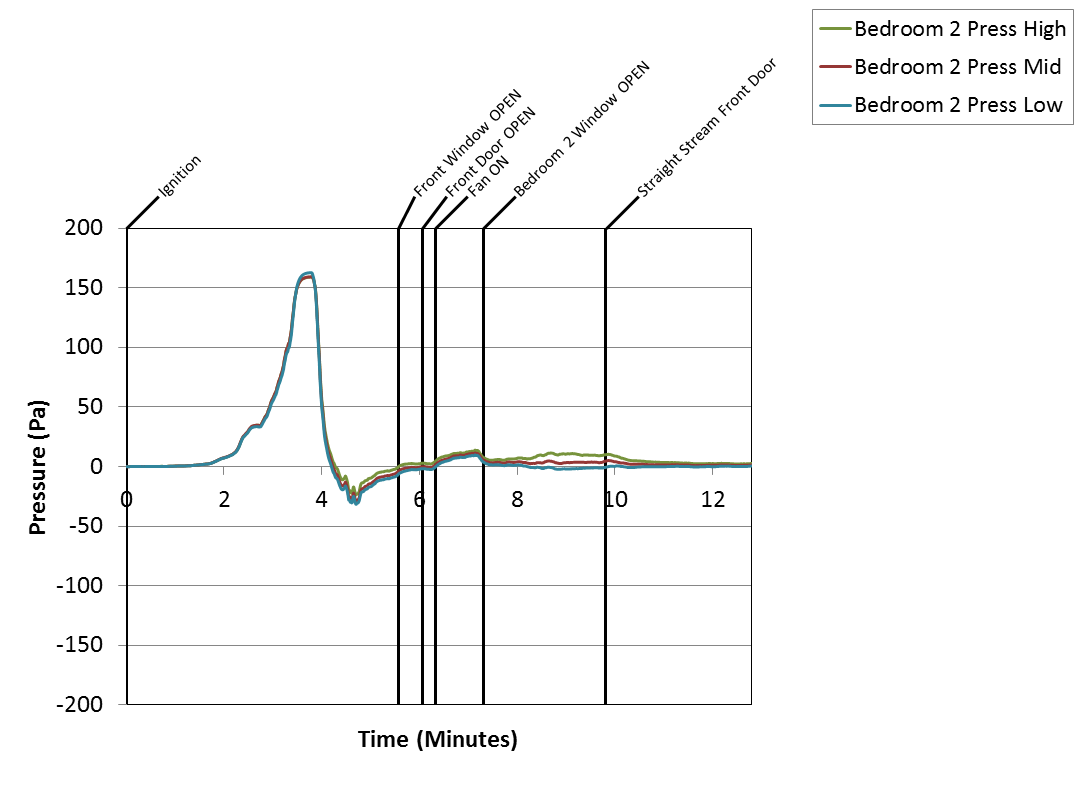 Bedroom 2 Press High
Bedroom 2 Press Mid
Bedroom 2 Press Low
Ignition
Front Window OPEN
Front Door OPEN
Fan ON
Bedroom 2 Window OPEN
Straight Stream Front Door
200
150
100
50
0
-50
-100
-150
-200
0 2 4 6 8 10 12
Pressure (Pa)
Time (Minutes)